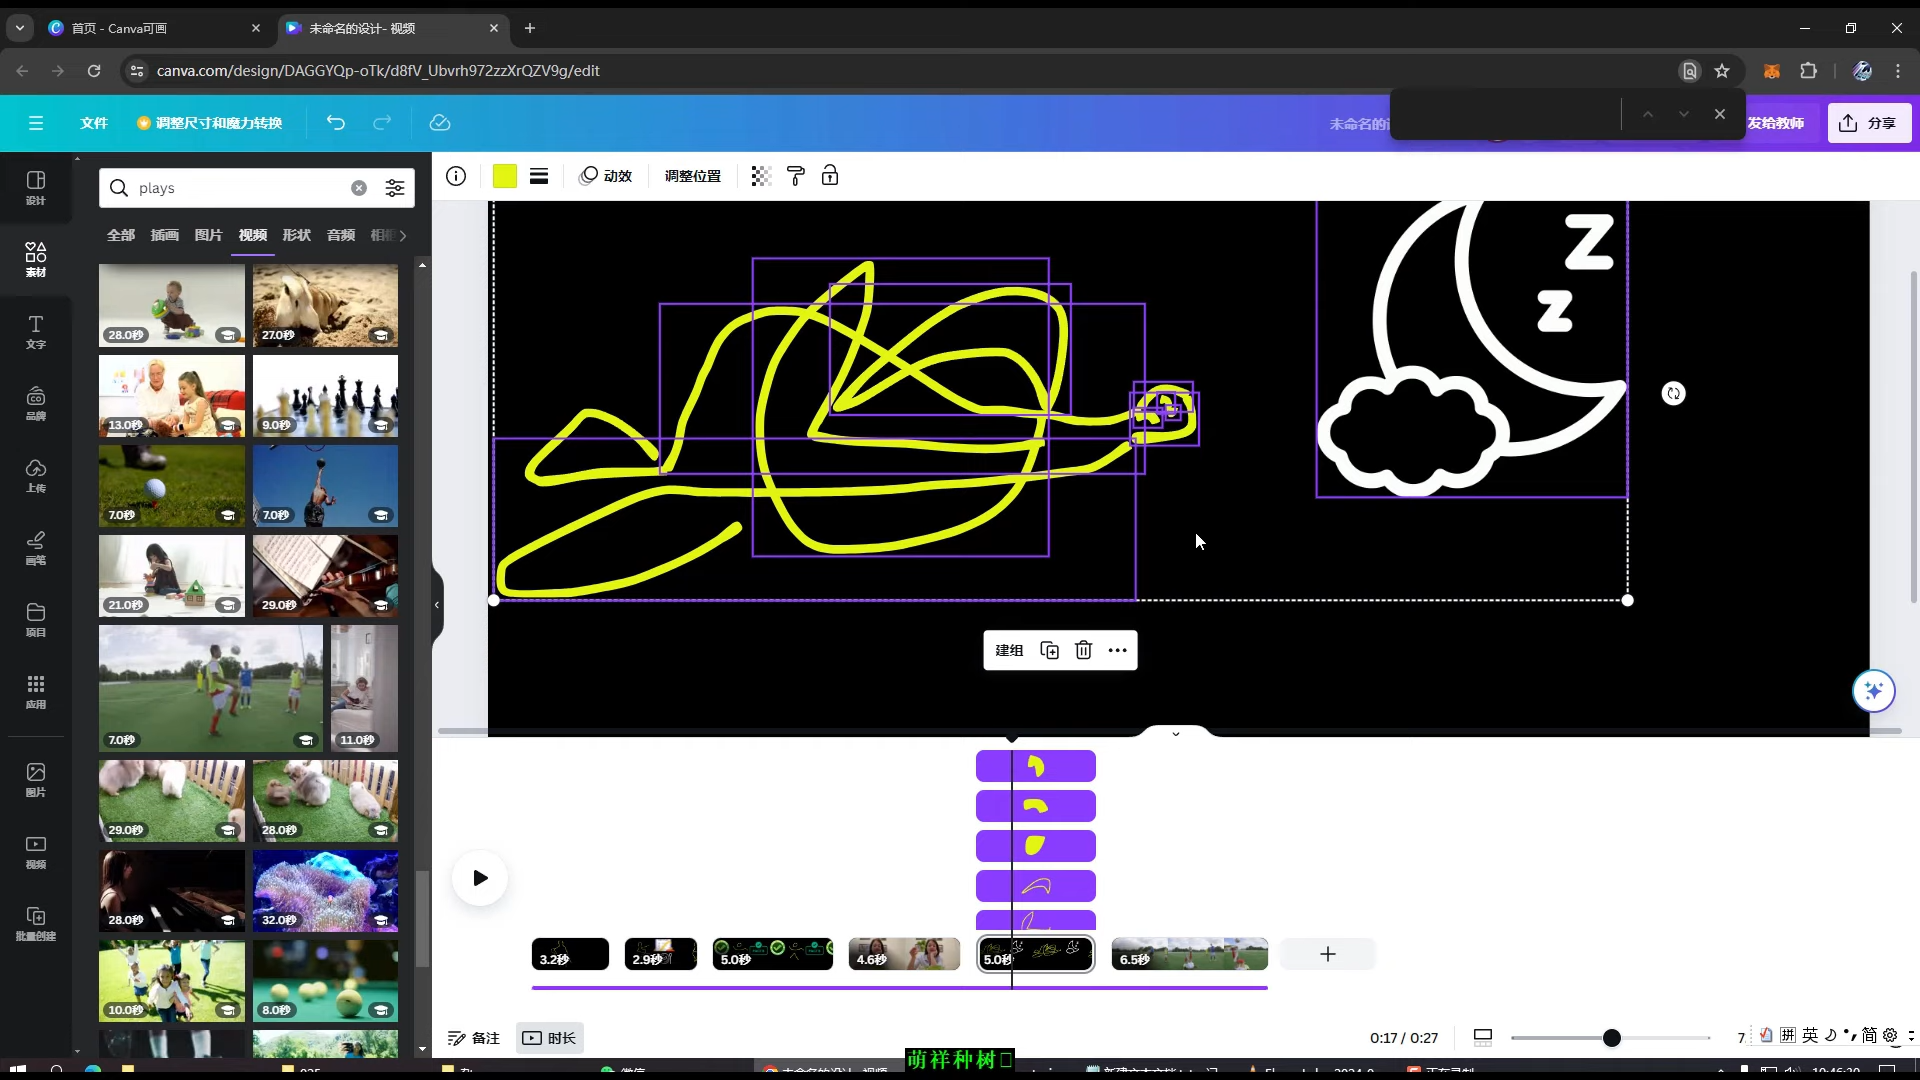 首页 - Canva可画
未命名的设计- 视频
canva.com/design/DAGGYQp-oTk/d8fV_Ubvrh972zzXrQZV9g/edit
文件
调整尺寸和魔力转换
未命名的
发给教师
分享
设计
素材
文字
品牌
上传
画笔
项目
应用
图片
视频
批量创建
plays
全部 插画 图片 视频 形状 音频
28.0秒 27.0秒
13.0秒 9.0秒
7.0秒 7.0秒
21.0秒 29.0秒
7.0秒 11.0秒
29.0秒 28.0秒
28.0秒 32.0秒
10.0秒 8.0秒
动效
调整位置
Z
Z
建组
3.2秒 2.9秒 5.0秒 4.6秒 5.0秒 6.5秒
备注
时长
0:17 / 0:27
7
拼 英 简
萌祥种树